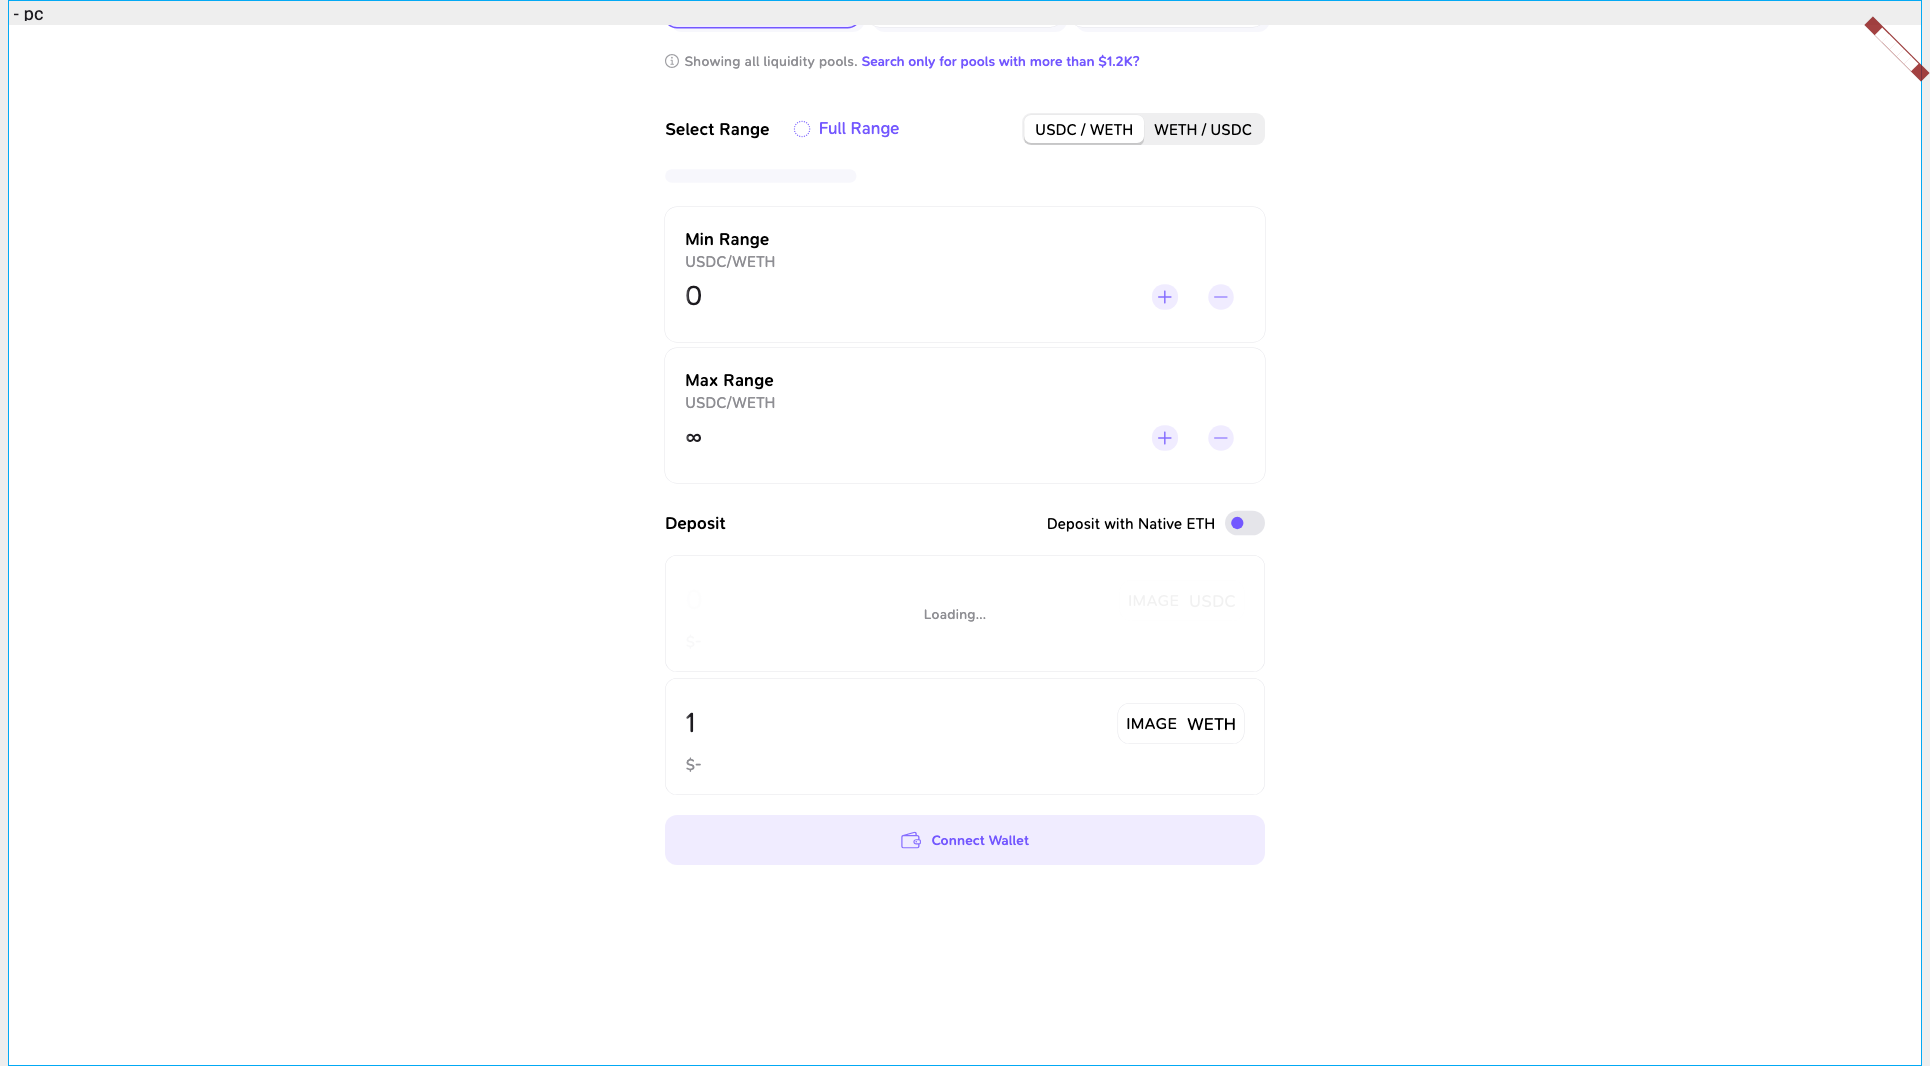 - pc
Showing all liquidity pools. Search only for pools with more than $1.2K?
Select Range Full Range USDC / WETH WETH / USDC
Min Range
USDC/WETH
0
Max Range
USDC/WETH
∞
Deposit Deposit with Native ETH
IMAGE USDC
Loading...
$-
1 IMAGE WETH
$-
Connect Wallet